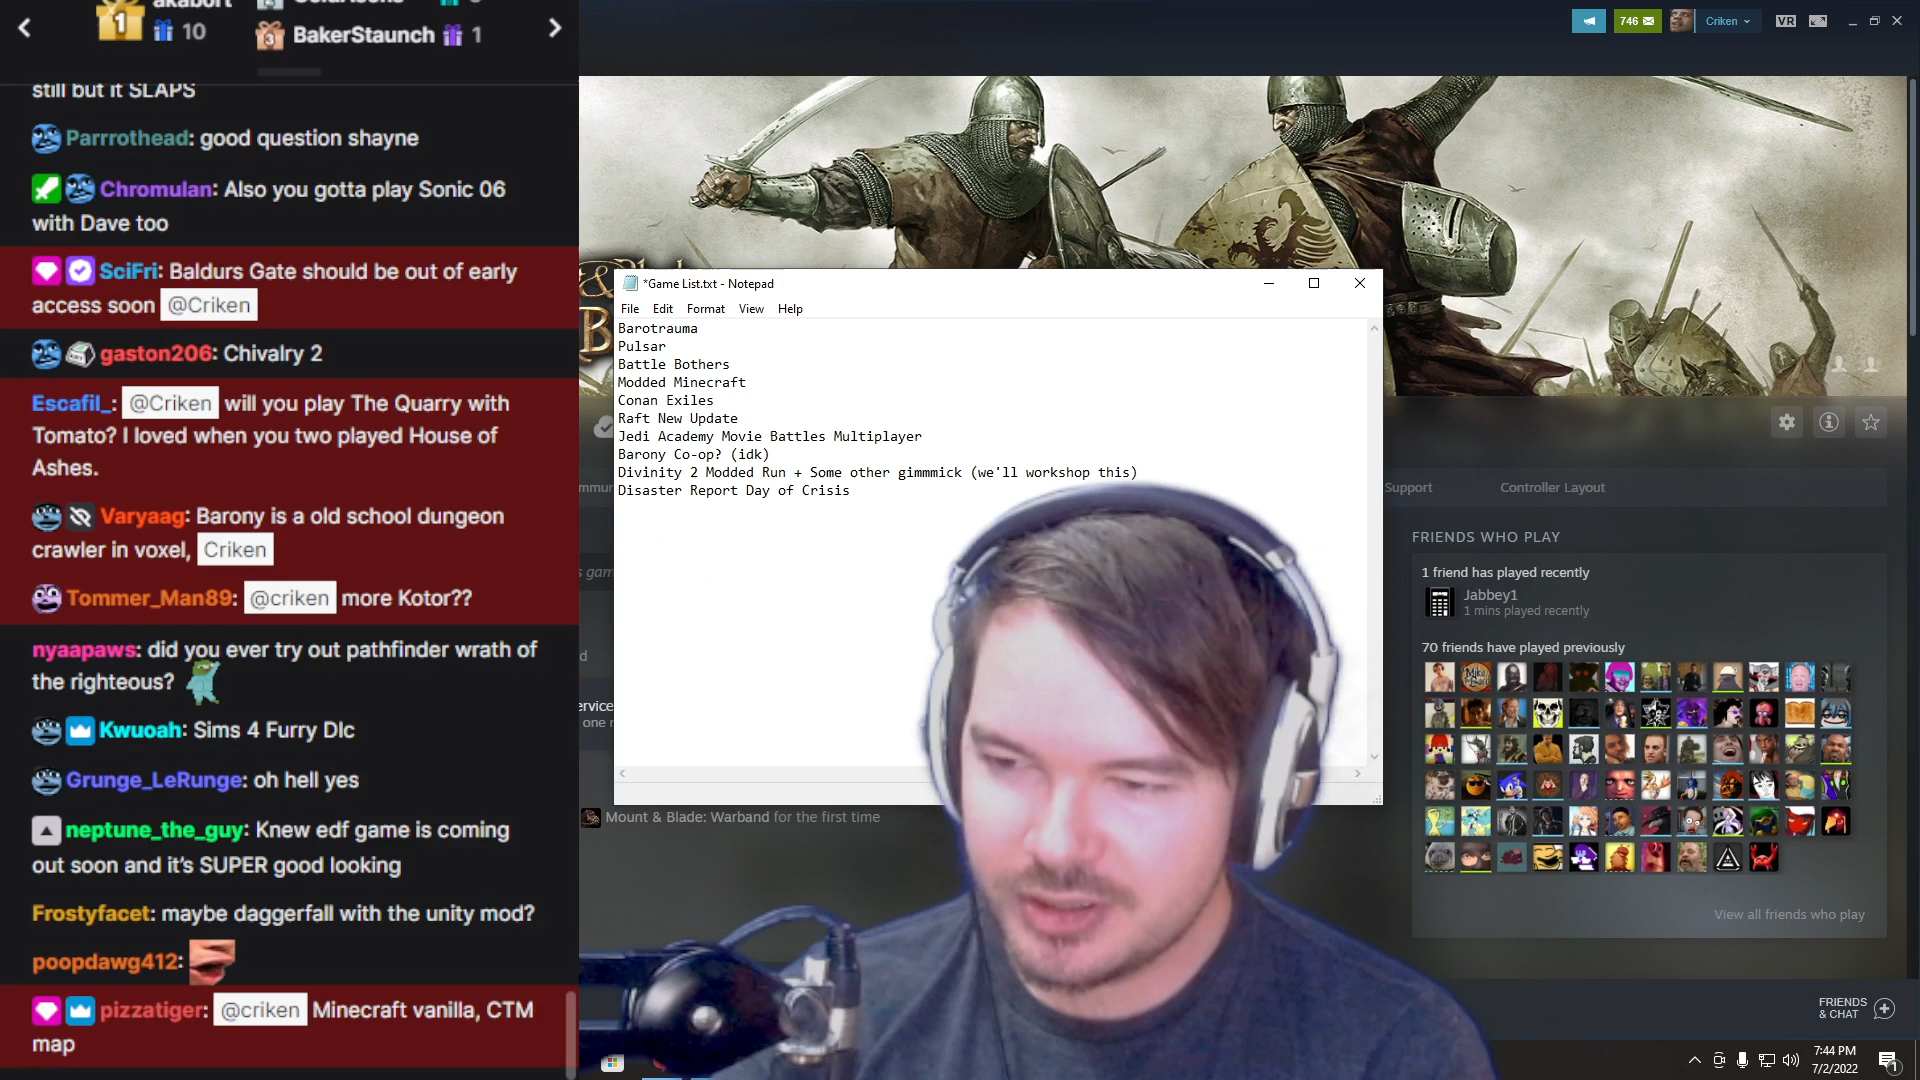 akabort
10
BakerStaunch 1
still but it SLAPS
Parrrothead: good question shayne
Chromulan: Also you gotta play Sonic 06
with Dave too
SciFri: Baldurs Gate should be out of early
access soon @Criken
gaston206: Chivalry 2
Escafil_: @Criken will you play The Quarry with
Tomato? I loved when you two played House of
Ashes.
Varyaag: Barony is a old school dungeon
crawler in voxel, Criken
Tommer_Man89: @criken more Kotor??
nyaapaws: did you ever try out pathfinder wrath of
the righteous?
Kwuoah: Sims 4 Furry Dlc
Grunge_LeRunge: oh hell yes
neptune_the_guy: Knew edf game is coming
out soon and it's SUPER good looking
Frostyfacet: maybe daggerfall with the unity mod?
poopdawg412:
pizzatiger: @criken Minecraft vanilla, CTM
map
746
Criken
VR
*Game List.txt - Notepad
File Edit Format View Help
Barotrauma
Pulsar
Battle Bothers
Modded Minecraft
Conan Exiles
Raft New Update
Jedi Academy Movie Battles Multiplayer
Barony Co-op? (idk)
Divinity 2 Modded Run + Some other gimmmick (we'll workshop this)
Disaster Report Day of Crisis
Support
Controller Layout
FRIENDS WHO PLAY
1 friend has played recently
Jabbey1
1 mins played recently
70 friends have played previously
View all friends who play
Mount & Blade: Warband for the first time
FRIENDS
& CHAT
7:44 PM
7/2/2022
1